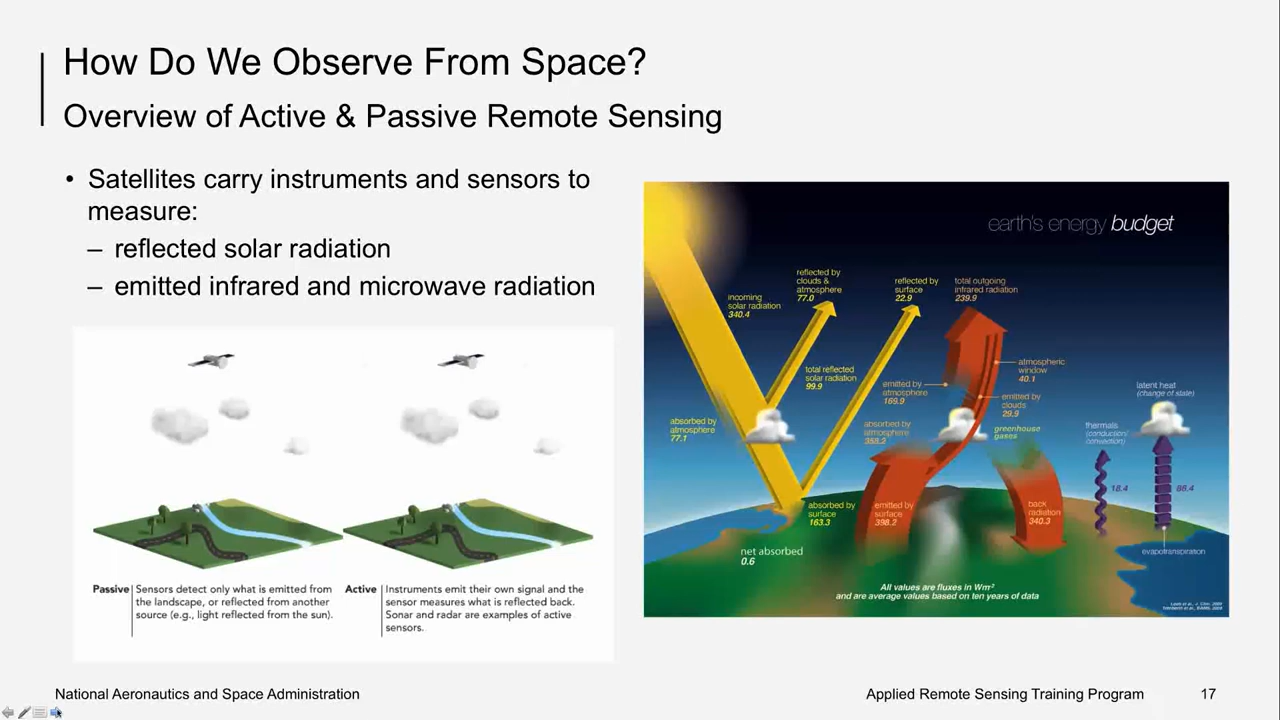 How Do We Observe From Space?
Overview of Active & Passive Remote Sensing
• Satellites carry instruments and sensors to
measure:
– reflected solar radiation
– emitted infrared and microwave radiation
Passive
Sensors detect only what is emitted from
the landscape, or reflected from another
source (e.g., light reflected from the sun).
Active
Instruments emit their own signal and the
sensor measures what is reflected back.
Sonar and radar are examples of active
sensors.
earth's energy budget
incoming
solar radiation
340.4
reflected by
clouds &
atmosphere
77.0
reflected by
surface
22.9
total outgoing
infrared radiation
239.9
total reflected
solar radiation
99.9
atmospheric
window
40.1
emitted by
atmosphere
169.9
emitted by
clouds
29.9
latent heat
(change of state)
absorbed by
atmosphere
77.1
absorbed by
atmosphere
358.2
greenhouse
gases
thermals
(conduction/
convection)
18.4
86.4
absorbed by
surface
163.3
emitted by
surface
398.2
back
radiation
340.3
net absorbed
0.6
evapotranspiration
All values are fluxes in Wm⁻²
and are average values based on ten years of data
National Aeronautics and Space Administration
Applied Remote Sensing Training Program
17